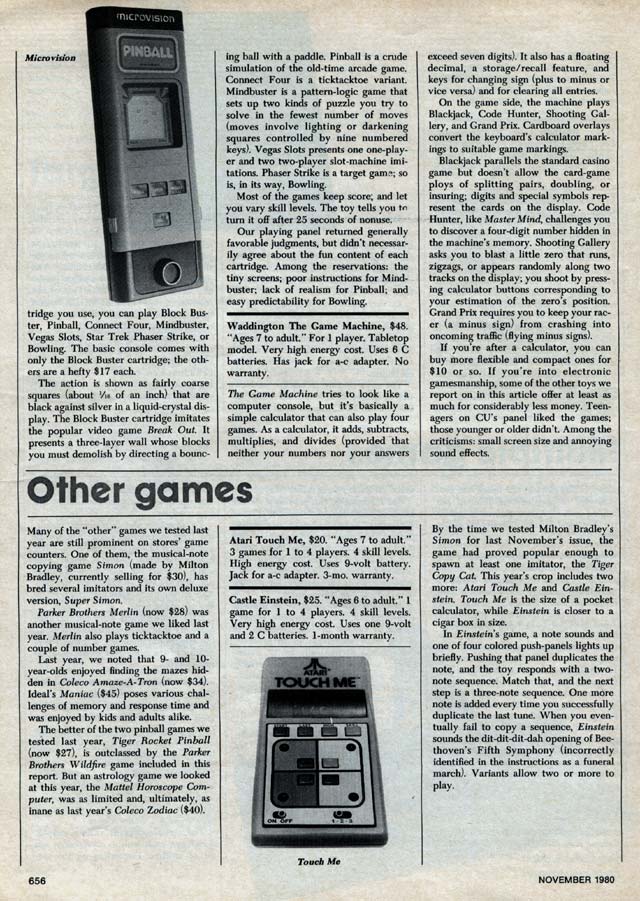 microvision
PINBALL
Microvision
tridge you use, you can play Block Bus-
ter, Pinball, Connect Four, Mindbuster,
Vegas Slots, Star Trek Phaser Strike, or
Bowling. The basic console comes with
only the Block Buster cartridge; the oth-
ers are a hefty $17 each.
The action is shown as fairly coarse
squares (about 1/16 of an inch) that are
black against silver in a liquid-crystal dis-
play. The Block Buster cartridge imitates
the popular video game Break Out. It
presents a three-layer wall whose blocks
you must demolish by directing a bounc-
ing ball with a paddle. Pinball is a crude
simulation of the old-time arcade game.
Connect Four is a ticktacktoe variant.
Mindbuster is a pattern-logic game that
sets up two kinds of puzzle you try to
solve in the fewest number of moves
(moves involve lighting or darkening
squares controlled by nine numbered
keys). Vegas Slots presents one one-play-
er and two two-player slot-machine imi-
tations. Phaser Strike is a target game; so
is, in its way, Bowling.
Most of the games keep score, and let
you vary skill levels. The toy tells you to
turn it off after 25 seconds of nonuse.
Our playing panel returned generally
favorable judgments, but didn't necessar-
ily agree about the fun content of each
cartridge. Among the reservations: the
tiny screens; poor instructions for Mind-
buster; lack of realism for Pinball; and
easy predictability for Bowling.
Waddington The Game Machine, $48.
"Ages 7 to adult." For 1 player. Tabletop
model. Very high energy cost. Uses 6 C
batteries. Has jack for a-c adapter. No
warranty.
The Game Machine tries to look like a
computer console, but it's basically a
simple calculator that can also play four
games. As a calculator, it adds, subtracts,
multiplies, and divides (provided that
neither your numbers nor your answers
exceed seven digits). It also has a floating
decimal, a storage/recall feature, and
keys for changing sign (plus to minus or
vice versa) and for clearing all entries.
On the game side, the machine plays
Blackjack, Code Hunter, Shooting Gal-
lery, and Grand Prix. Cardboard overlays
convert the keyboard's calculator mark-
ings to suitable game markings.
Blackjack parallels the standard casino
game but doesn't allow the card-game
ploys of splitting pairs, doubling, or
insuring; digits and special symbols rep-
resent the cards on the display. Code
Hunter, like Master Mind, challenges you
to discover a four-digit number hidden in
the machine's memory. Shooting Gallery
asks you to blast a little zero that runs,
zigzags, or appears randomly along two
tracks on the display; you shoot by press-
ing calculator buttons corresponding to
your estimation of the zero's position.
Grand Prix requires you to keep your rac-
er (a minus sign) from crashing into
oncoming traffic (flying minus signs).
If you're after a calculator, you can
buy more flexible and compact ones for
$10 or so. If you're into electronic
gamesmanship, some of the other toys we
report on in this article offer at least as
much for considerably less money. Teen-
agers on CU's panel liked the games;
those younger or older didn't. Among the
criticisms: small screen size and annoying
sound effects.
Other games
Many of the "other" games we tested last
year are still prominent on stores' game
counters. One of them, the musical-note
copying game Simon (made by Milton
Bradley, currently selling for $30), has
bred several imitators and its own deluxe
version, Super Simon.
Parker Brothers Merlin (now $28) was
another musical-note game we liked last
year. Merlin also plays ticktacktoe and a
couple of number games.
Last year, we noted that 9- and 10-
year-olds enjoyed finding the mazes hid-
den in Coleco Amaze-A-Tron (now $34).
Ideal's Maniac ($45) poses various chal-
lenges of memory and response time and
was enjoyed by kids and adults alike.
The better of the two pinball games we
tested last year, Tiger Rocket Pinball
(now $27), is outclassed by the Parker
Brothers Wildfire game included in this
report. But an astrology game we looked
at this year, the Mattel Horoscope Com-
puter, was as limited and, ultimately, as
inane as last year's Coleco Zodiac ($40).
Atari Touch Me, $20. "Ages 7 to adult."
3 games for 1 to 4 players. 4 skill levels.
High energy cost. Uses 9-volt battery.
Jack for a-c adapter. 3-mo. warranty.
Castle Einstein, $25. "Ages 6 to adult." 1
game for 1 to 4 players. 4 skill levels.
Very high energy cost. Uses one 9-volt
and 2 C batteries. 1-month warranty.
ATARI
TOUCH ME
ON OFF
1-2-3
Touch Me
By the time we tested Milton Bradley's
Simon for last November's issue, the
game had proved popular enough to
spawn at least one imitator, the Tiger
Copy Cat. This year's crop includes two
more: Atari Touch Me and Castle Ein-
stein. Touch Me is the size of a pocket
calculator, while Einstein is closer to a
cigar box in size.
In Einstein's game, a note sounds and
one of four colored push-panels lights up
briefly. Pushing that panel duplicates the
note, and the toy responds with a two-
note sequence. Match that, and the next
step is a three-note sequence. One more
note is added every time you successfully
duplicate the last tune. When you even-
tually fail to copy a sequence, Einstein
sounds the dit-dit-dit-dah opening of Bee-
thoven's Fifth Symphony (incorrectly
identified in the instructions as a funeral
march). Variants allow two or more to
play.
656
NOVEMBER 1980